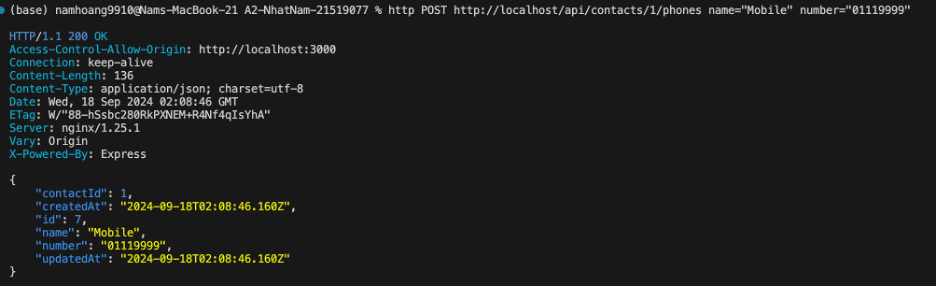 (base) namhoang9910@Nams-MacBook-21 A2-NhatNam-21519077 % http POST http://localhost/api/contacts/1/phones name="Mobile" number="01119999"
HTTP/1.1 200 OK
Access-Control-Allow-Origin: http://localhost:3000
Connection: keep-alive
Content-Length: 136
Content-Type: application/json; charset=utf-8
Date: Wed, 18 Sep 2024 02:08:46 GMT
ETag: W/"88-hSsbc280RkPXNEM+R4Nf4qIsYhA"
Server: nginx/1.25.1
Vary: Origin
X-Powered-By: Express
{
    "contactId": 1,
    "createdAt": "2024-09-18T02:08:46.160Z",
    "id": 7,
    "name": "Mobile",
    "number": "01119999",
    "updatedAt": "2024-09-18T02:08:46.160Z"
}